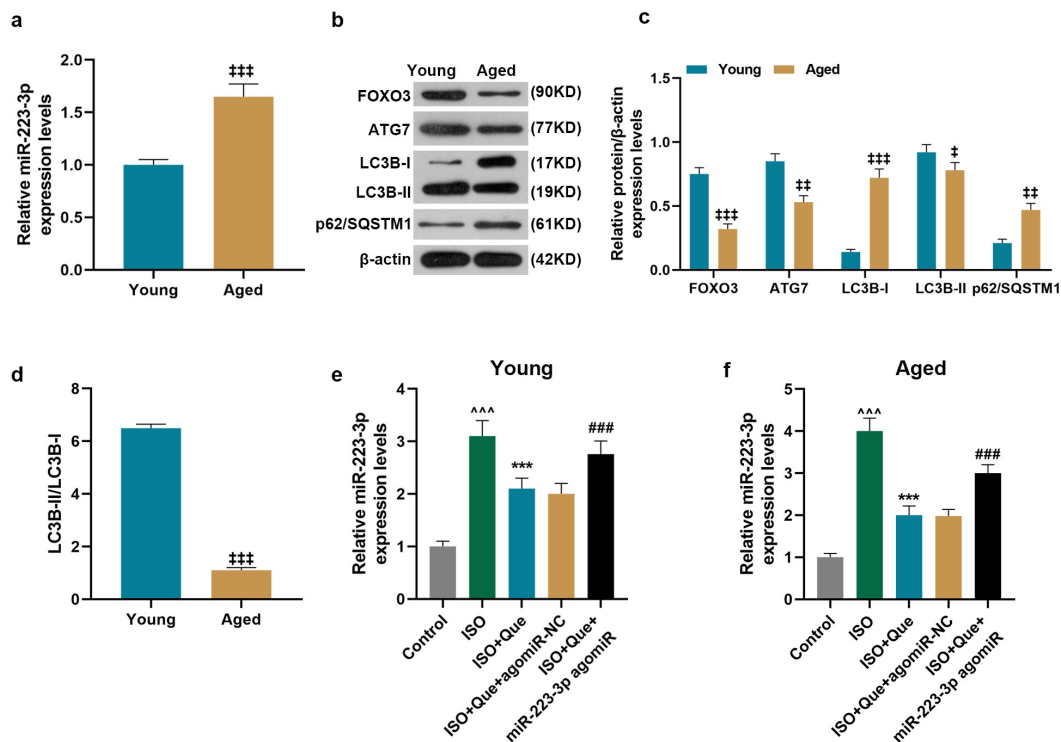 a
Relative miR-223-3p
expression levels
2.0
1.5
1.0
0.5
0.0
‡‡‡
Young
Aged
b
Young Aged
FOXO3 (90KD)
ATG7 (77KD)
LC3B-I (17KD)
LC3B-II (19KD)
p62/SQSTM1 (61KD)
β-actin (42KD)
c
Young Aged
Relative protein/β-actin
expression levels
1.5
1.0
0.5
0.0
‡‡‡
‡‡
‡‡‡
‡
‡‡
FOXO3 ATG7 LC3B-I LC3B-II p62/SQSTM1
d
LC3B-II/LC3B-I
8
6
4
2
0
‡‡‡
Young
Aged
e
Young
Relative miR-223-3p
expression levels
4
3
2
1
0
^^^
***
###
Control
ISO
ISO+Que
ISO+Que+agomiR-NC
ISO+Que+
miR-223-3p agomiR
f
Aged
Relative miR-223-3p
expression levels
5
4
3
2
1
0
^^^
***
###
Control
ISO
ISO+Que
ISO+Que+agomiR-NC
ISO+Que+
miR-223-3p agomiR